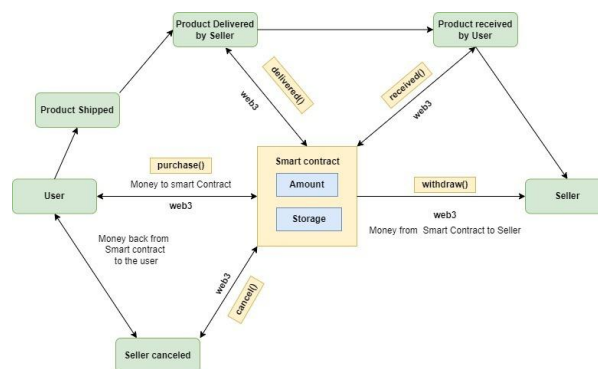 Product Delivered
by Seller
Product received
by User
delivered()
web3
received()
web3
Product Shipped
Smart contract
purchase()
Amount
withdraw()
User
Money to smart Contract
web3
Storage
Seller
web3
Money from Smart Contract to Seller
Money back from
Smart contract
to the user
web3
cancel()
Seller canceled